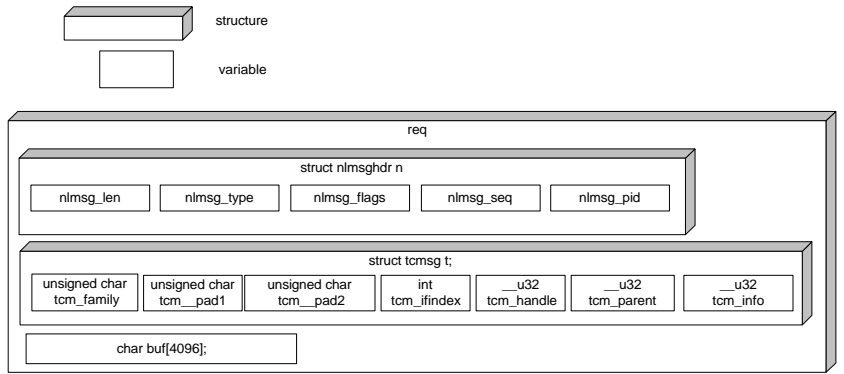 structure
variable
req
struct nlmsghdr n
nlmsg_len
nlmsg_type
nlmsg_flags
nlmsg_seq
nlmsg_pid
struct tcmsg t;
unsigned char
tcm_family
unsigned char
tcm__pad1
unsigned char
tcm__pad2
int
tcm_ifindex
__u32
tcm_handle
__u32
tcm_parent
__u32
tcm_info
char buf[4096];